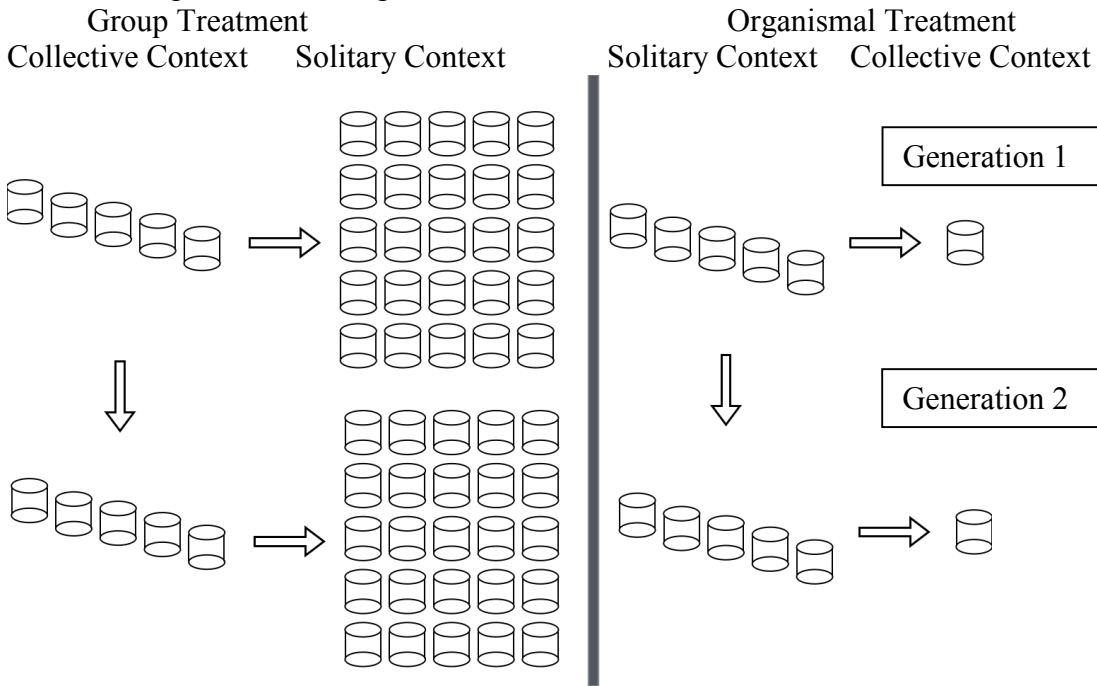 Group Treatment
Organismal Treatment
Collective Context
Solitary Context
Solitary Context
Collective Context
Generation 1
Generation 2